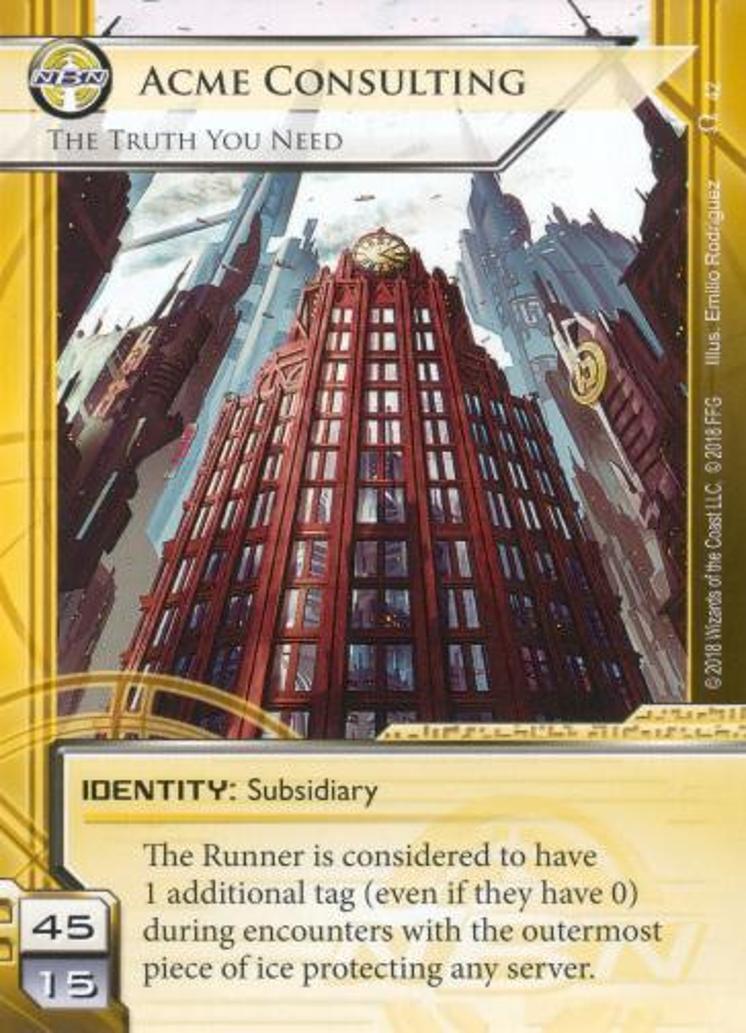 NBN
ACME CONSULTING
THE TRUTH YOU NEED
Ω 42
Illus. Emilio Rodríguez
© 2018 Wizards of the Coast LLC. © 2018 FFG
IDENTITY: Subsidiary
The Runner is considered to have
1 additional tag (even if they have 0)
during encounters with the outermost
piece of ice protecting any server.
45
15